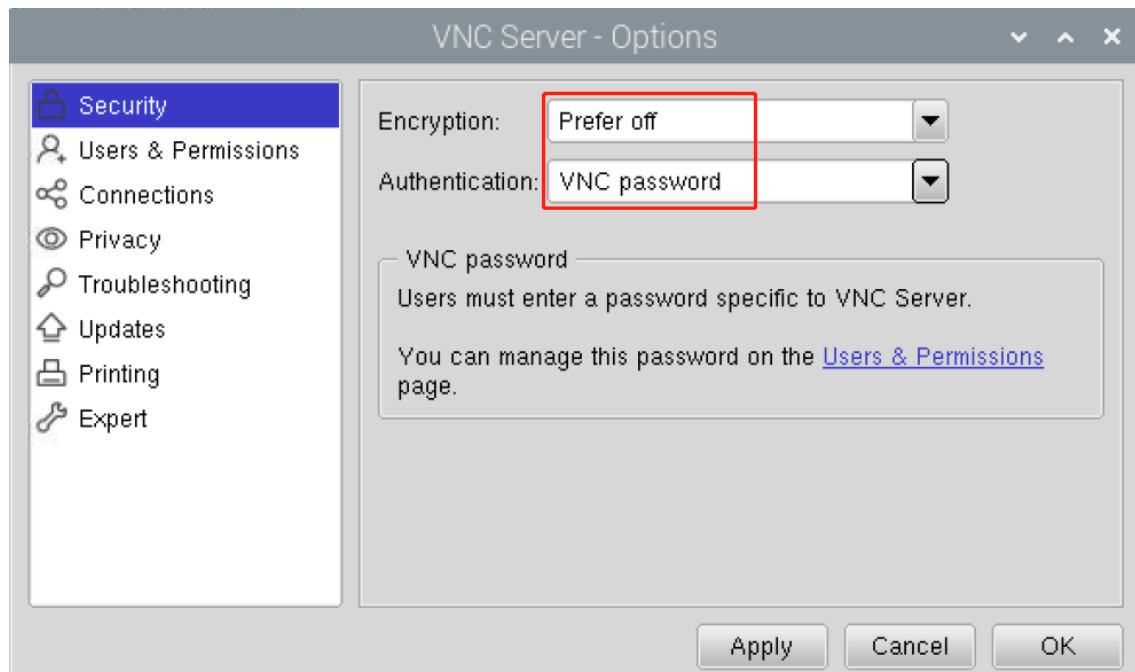 VNC Server - Options
Security
Users & Permissions
Connections
Privacy
Troubleshooting
Updates
Printing
Expert
Encryption: Prefer off
Authentication: VNC password
VNC password
Users must enter a password specific to VNC Server.
You can manage this password on the Users & Permissions
page.
Apply Cancel OK